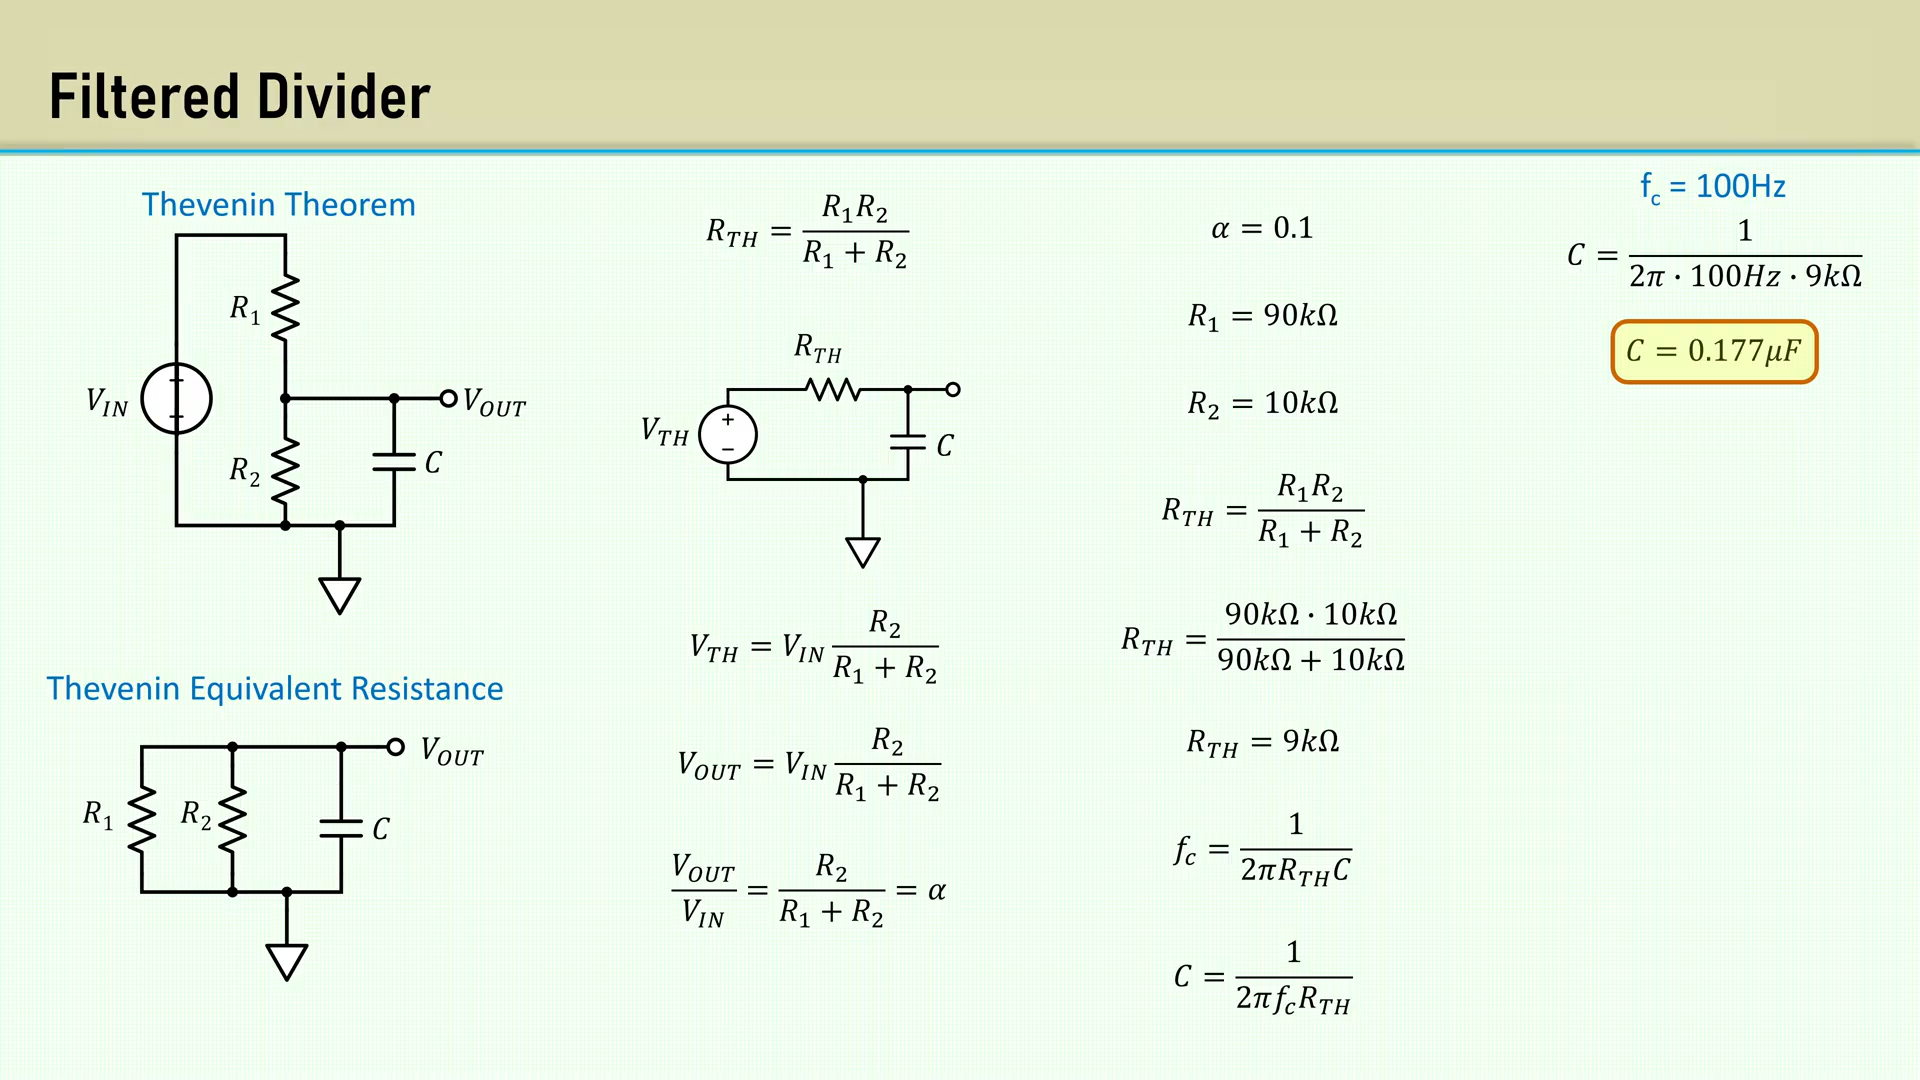 Filtered Divider
Thevenin Theorem
R₁
V_IN
+
−
V_OUT
R₂
C
Thevenin Equivalent Resistance
V_OUT
R₁
R₂
C
R_TH = R₁R₂ / (R₁ + R₂)
R_TH
V_TH
+
−
C
V_TH = V_IN R₂ / (R₁ + R₂)
V_OUT = V_IN R₂ / (R₁ + R₂)
V_OUT / V_IN = R₂ / (R₁ + R₂) = α
α = 0.1
R₁ = 90kΩ
R₂ = 10kΩ
R_TH = R₁R₂ / (R₁ + R₂)
R_TH = 90kΩ · 10kΩ / (90kΩ + 10kΩ)
R_TH = 9kΩ
f_c = 1 / (2πR_THC)
C = 1 / (2πf_cR_TH)
f_c = 100Hz
C = 1 / (2π · 100Hz · 9kΩ)
C = 0.177μF